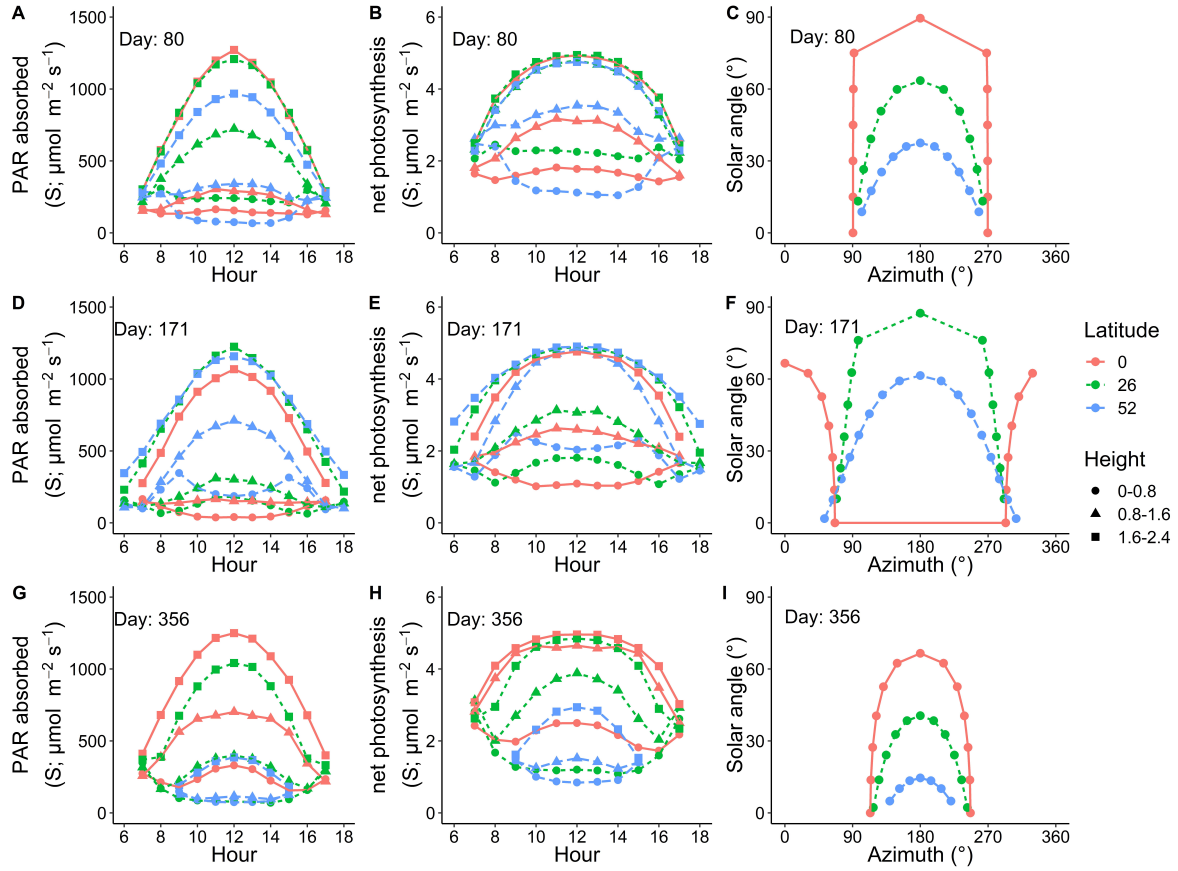 A
B
C
PAR absorbed
(S; μmol m⁻² s⁻¹)
1500
1000
500
0
Day: 80
6 8 10 12 14 16 18
Hour
net photosynthesis
(S; μmol m⁻² s⁻¹)
6
4
2
0
Day: 80
6 8 10 12 14 16 18
Hour
Solar angle (°)
90
60
30
0
Day: 80
0 90 180 270 360
Azimuth (°)
D
E
F
PAR absorbed
(S; μmol m⁻² s⁻¹)
1500
1000
500
0
Day: 171
6 8 10 12 14 16 18
Hour
net photosynthesis
(S; μmol m⁻² s⁻¹)
6
4
2
0
Day: 171
6 8 10 12 14 16 18
Hour
Solar angle (°)
90
60
30
0
Day: 171
0 90 180 270 360
Azimuth (°)
Latitude
0
26
52
Height
0-0.8
0.8-1.6
1.6-2.4
G
H
I
PAR absorbed
(S; μmol m⁻² s⁻¹)
1500
1000
500
0
Day: 356
6 8 10 12 14 16 18
Hour
net photosynthesis
(S; μmol m⁻² s⁻¹)
6
4
2
0
Day: 356
6 8 10 12 14 16 18
Hour
Solar angle (°)
90
60
30
0
Day: 356
0 90 180 270 360
Azimuth (°)